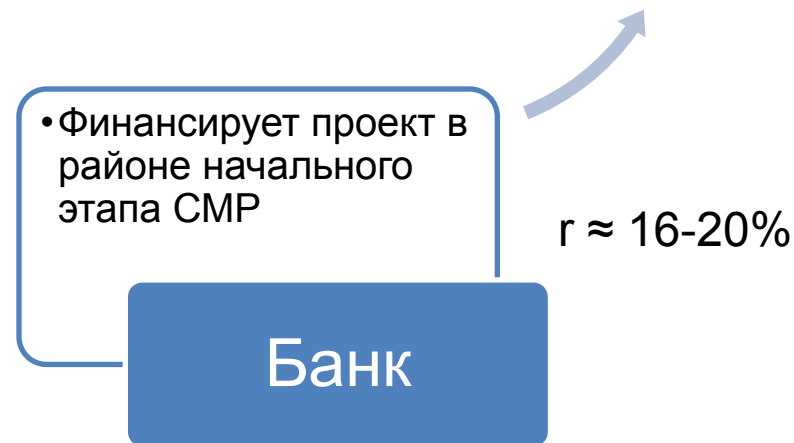 •Финансирует проект в
районе начального
этапа СМР
r ≈ 16-20%
Банк